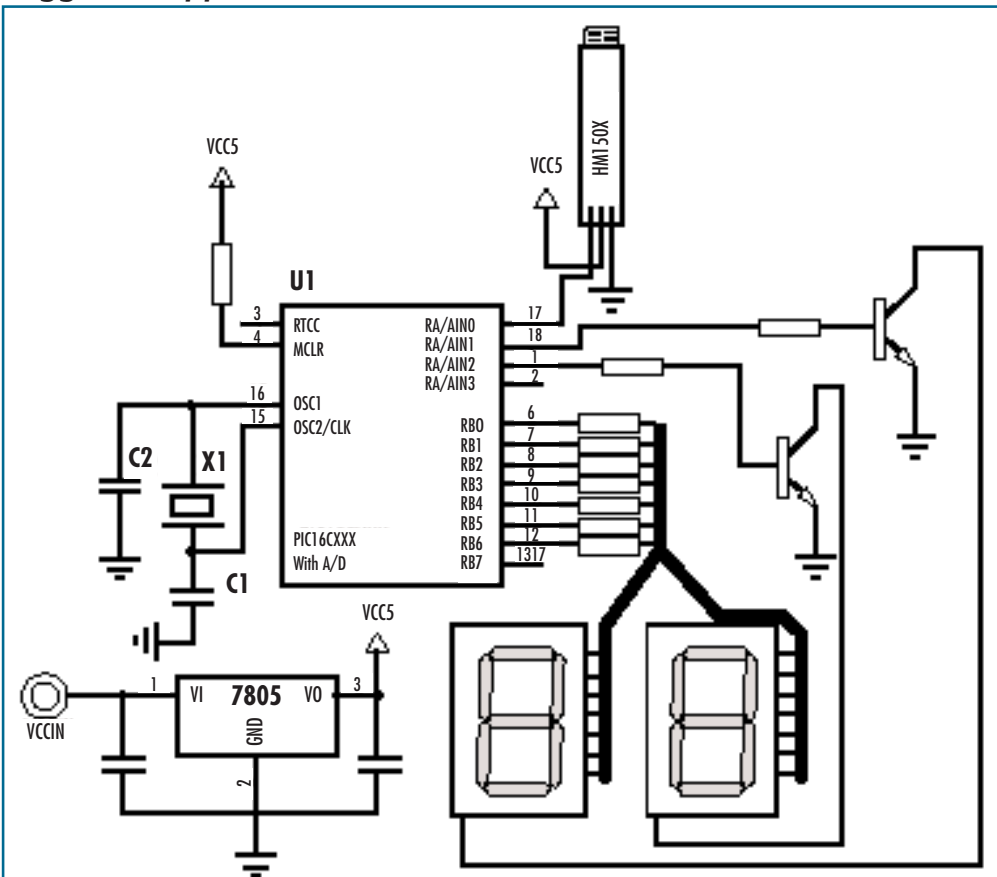 HM150X
VCC5
VCC5
U1
3 RTCC
4 MCLR
16 OSC1
15 OSC2/CLK
PIC16CXXX
With A/D
RA/AIN0 17
RA/AIN1 18
RA/AIN2 1
RA/AIN3 2
RB0 6
RB1 7
RB2 8
RB3 9
RB4 10
RB5 11
RB6 12
RB7 1317
C2
X1
C1
VCC5
VCCIN
1 VI 7805 VO 3
GND
2